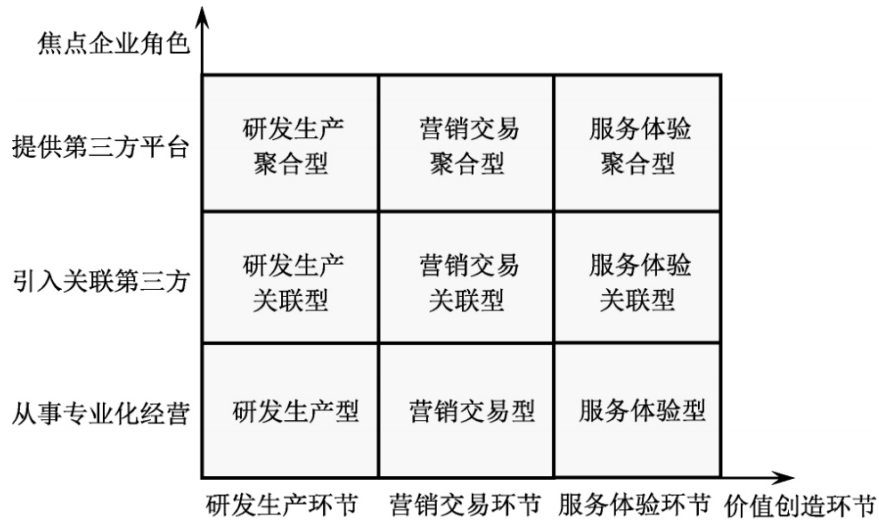 焦点企业角色
提供第三方平台
研发生产
聚合型
营销交易
聚合型
服务体验
聚合型
引入关联第三方
研发生产
关联型
营销交易
关联型
服务体验
关联型
从事专业化经营
研发生产型
营销交易型
服务体验型
研发生产环节
营销交易环节
服务体验环节
价值创造环节